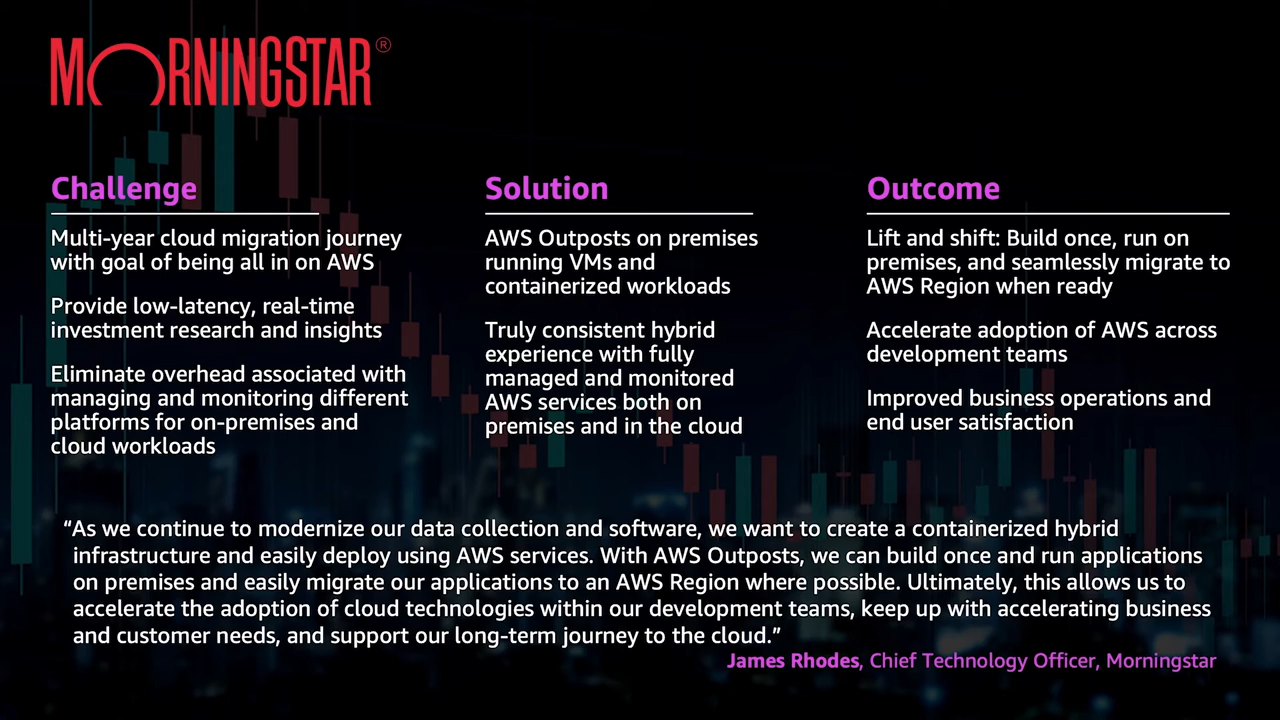 MORNINGSTAR®
Challenge
Multi-year cloud migration journey
with goal of being all in on AWS
Provide low-latency, real-time
investment research and insights
Eliminate overhead associated with
managing and monitoring different
platforms for on-premises and
cloud workloads
Solution
AWS Outposts on premises
running VMs and
containerized workloads
Truly consistent hybrid
experience with fully
managed and monitored
AWS services both on
premises and in the cloud
Outcome
Lift and shift: Build once, run on
premises, and seamlessly migrate to
AWS Region when ready
Accelerate adoption of AWS across
development teams
Improved business operations and
end user satisfaction
“As we continue to modernize our data collection and software, we want to create a containerized hybrid
infrastructure and easily deploy using AWS services. With AWS Outposts, we can build once and run applications
on premises and easily migrate our applications to an AWS Region where possible. Ultimately, this allows us to
accelerate the adoption of cloud technologies within our development teams, keep up with accelerating business
and customer needs, and support our long-term journey to the cloud.”
James Rhodes, Chief Technology Officer, Morningstar